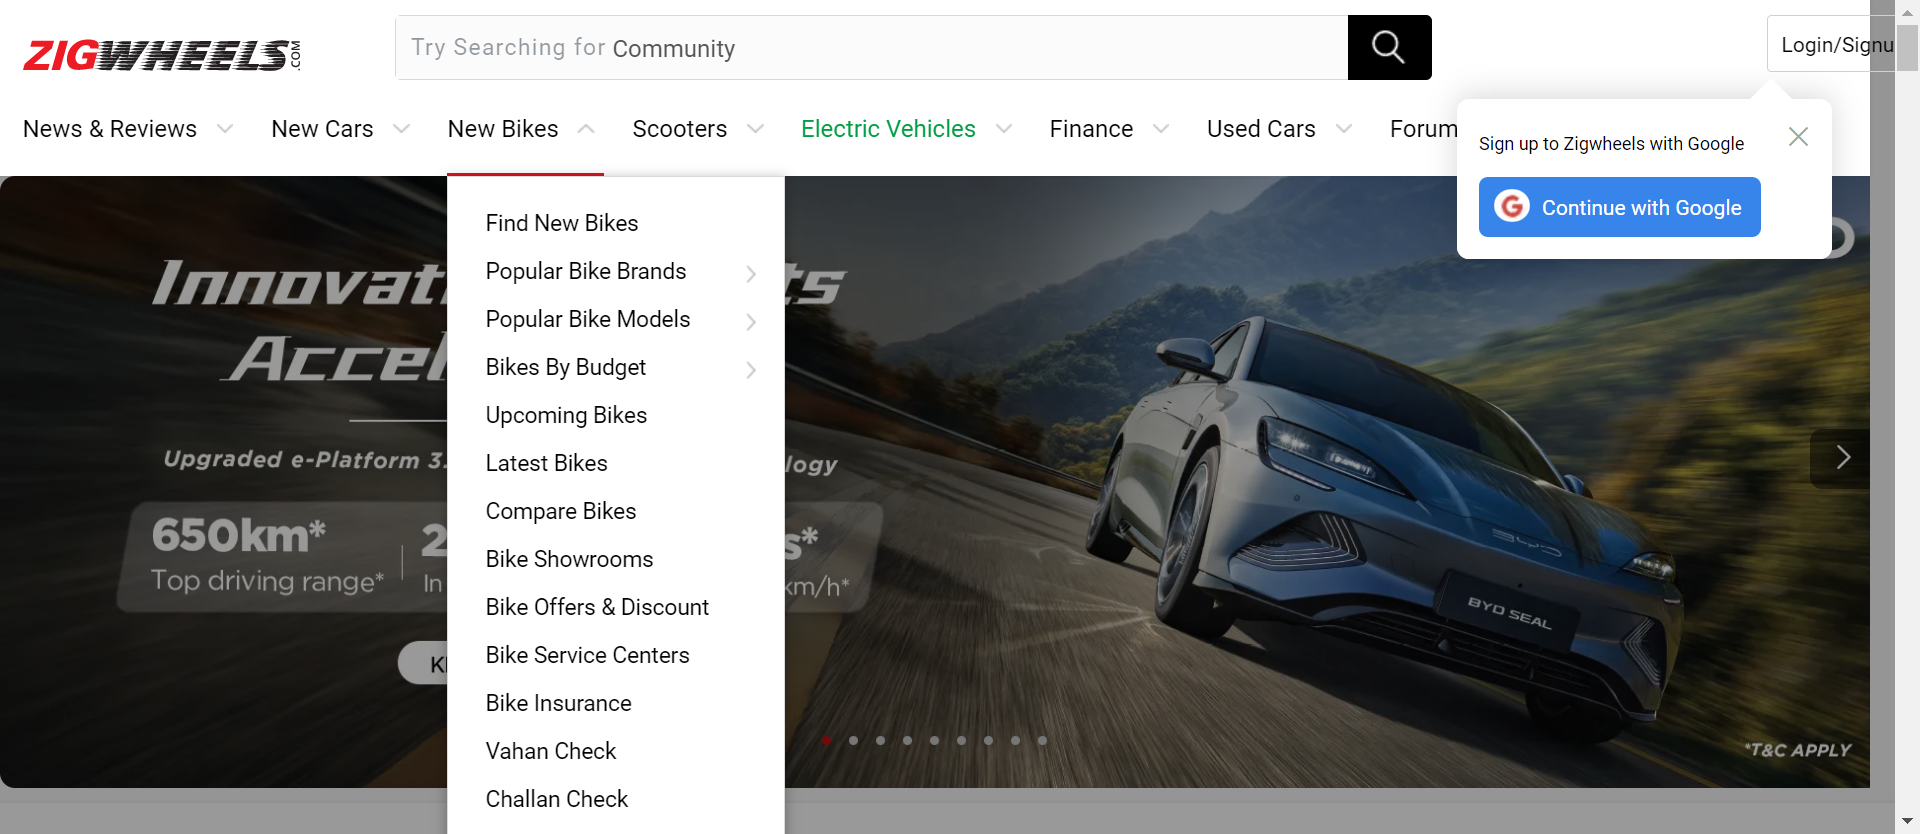 ZIGWHEELS.COM
Try Searching for Community
Login/Signu
News & Reviews
New Cars
New Bikes
Scooters
Electric Vehicles
Finance
Used Cars
Forum
Sign up to Zigwheels with Google
G Continue with Google
Find New Bikes
Popular Bike Brands
Popular Bike Models
Bikes By Budget
Upcoming Bikes
Latest Bikes
Compare Bikes
Bike Showrooms
Bike Offers & Discount
Bike Service Centers
Bike Insurance
Vahan Check
Challan Check
Innovat ts
Accel
Upgraded e-Platform 3. logy
650km*
Top driving range*
2 s*
In km/h*
K
BYD
BYD SEAL
*T&C APPLY